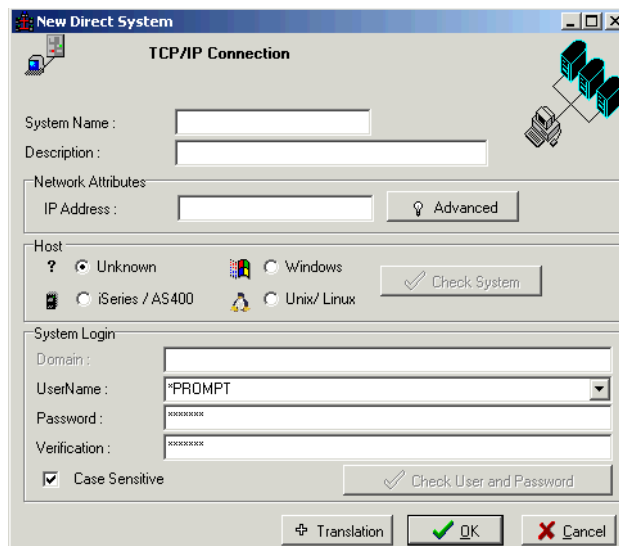 New Direct System
TCP/IP Connection
System Name :
Description :
Network Attributes
IP Address :
Advanced
Host
? Unknown
Windows
Check System
iSeries / AS400
Unix/ Linux
System Login
Domain :
UserName : *PROMPT
Password : *******
Verification : *******
Case Sensitive
Check User and Password
Translation
OK
Cancel